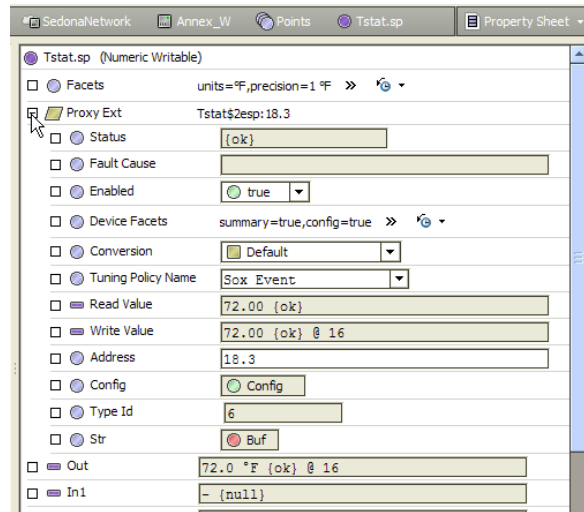 SedonaNetwork Annex_W Points Tstat.sp Property Sheet
Tstat.sp (Numeric Writable)
Facets units=ºF,precision=1 ºF »
Proxy Ext Tstat$2esp:18.3
Status {ok}
Fault Cause
Enabled true
Device Facets summary=true,config=true »
Conversion Default
Tuning Policy Name Sox Event
Read Value 72.00 {ok}
Write Value 72.00 {ok} @ 16
Address 18.3
Config Config
Type Id 6
Str Buf
Out 72.0 ºF {ok} @ 16
In1 - {null}